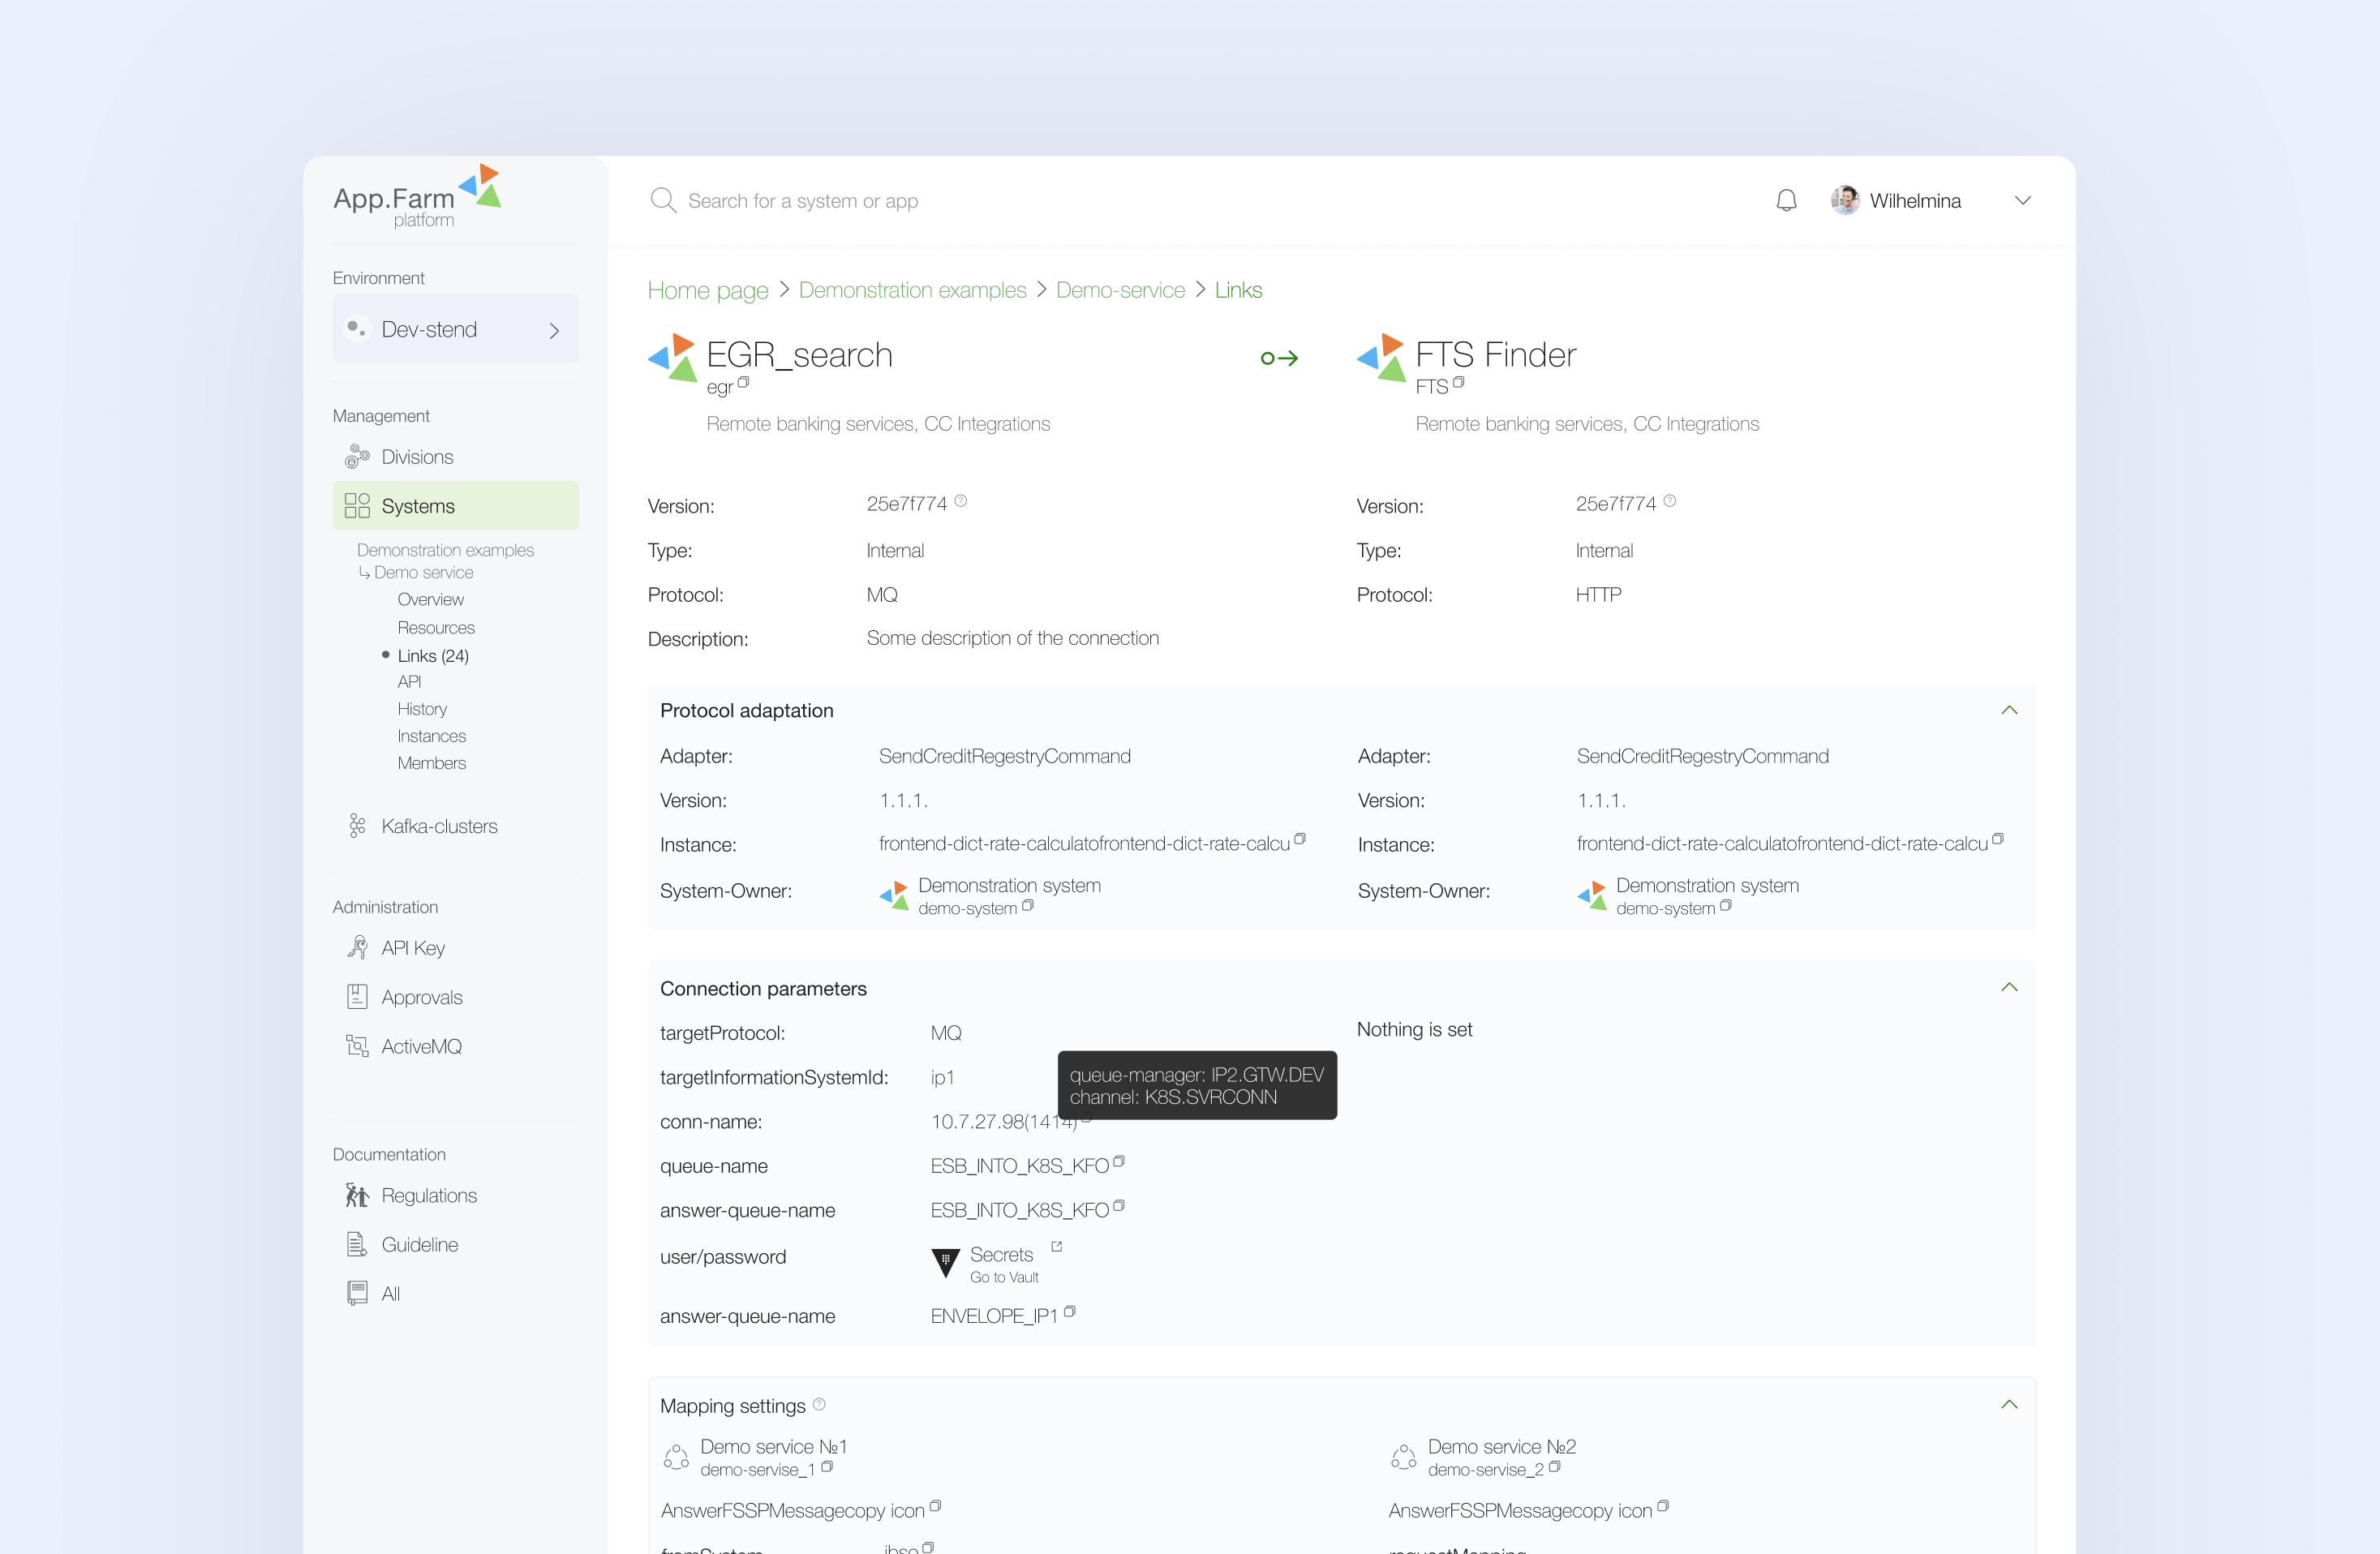 App.Farm
platform
Search for a system or app
Wilhelmina
Environment
Dev-stend
Management
Divisions
Systems
Demonstration examples
Demo service
Overview
Resources
Links (24)
API
History
Instances
Members
Kafka-clusters
Administration
API Key
Approvals
ActiveMQ
Documentation
Regulations
Guideline
All
Home page > Demonstration examples > Demo-service > Links
EGR_search
egr
Remote banking services, CC Integrations
FTS Finder
FTS
Remote banking services, CC Integrations
Version: 25e7f774
Type: Internal
Protocol: MQ
Description: Some description of the connection
Version: 25e7f774
Type: Internal
Protocol: HTTP
Protocol adaptation
Adapter: SendCreditRegestryCommand
Version: 1.1.1.
Instance: frontend-dict-rate-calculatofrontend-dict-rate-calcu
System-Owner: Demonstration system
demo-system
Adapter: SendCreditRegestryCommand
Version: 1.1.1.
Instance: frontend-dict-rate-calculatofrontend-dict-rate-calcu
System-Owner: Demonstration system
demo-system
Connection parameters
targetProtocol: MQ
targetInformationSystemId: ip1
queue-manager: IP2.GTW.DEV
channel: K8S.SVRCONN
conn-name: 10.7.27.98(1414)
queue-name ESB_INTO_K8S_KFO
answer-queue-name ESB_INTO_K8S_KFO
user/password Secrets
Go to Vault
answer-queue-name ENVELOPE_IP1
Nothing is set
Mapping settings
Demo service №1
demo-servise_1
AnswerFSSPMessagecopy icon
Demo service №2
demo-servise_2
AnswerFSSPMessagecopy icon